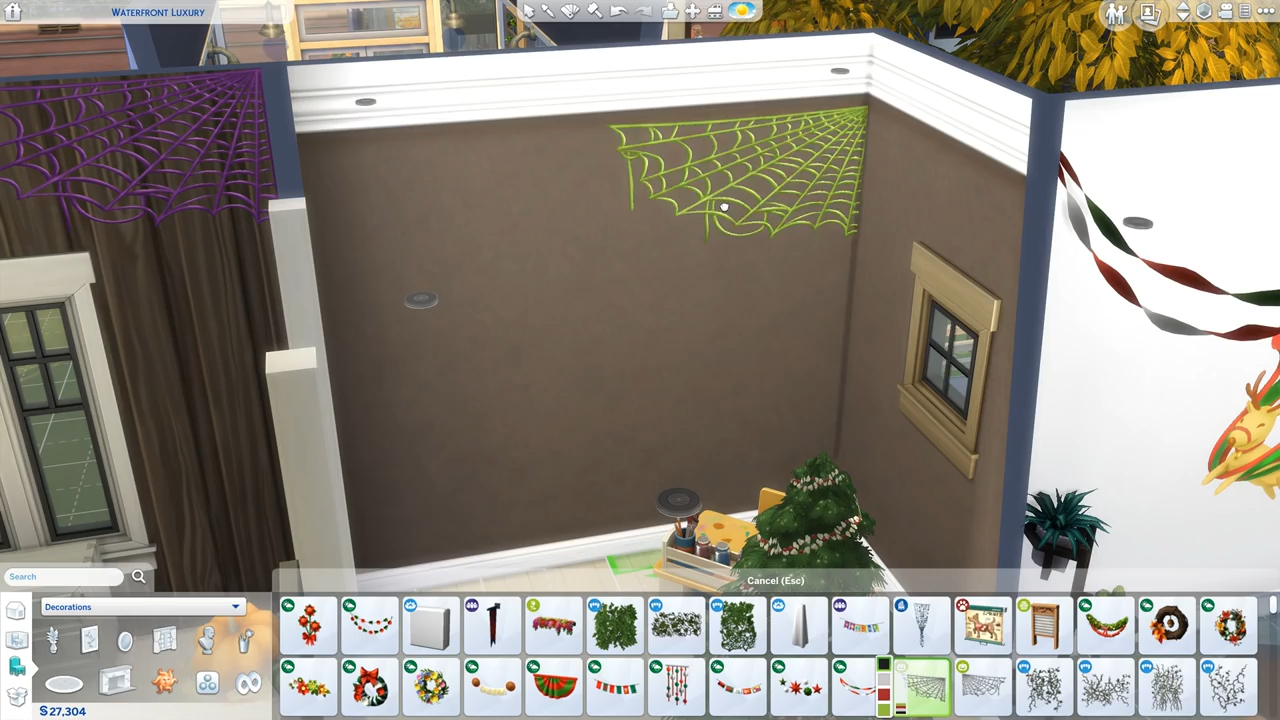 WATERFRONT LUXURY
Cancel (Esc)
Search
Decorations
§27,304